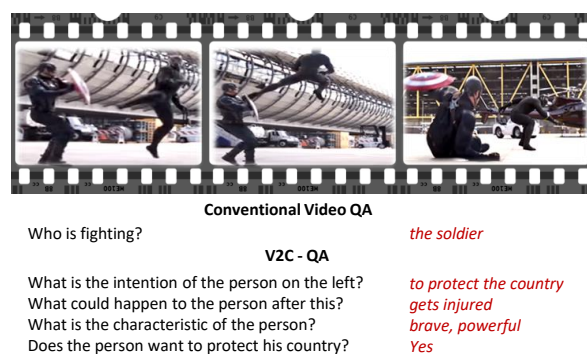 Conventional Video QA
Who is fighting? the soldier
V2C - QA
What is the intention of the person on the left? to protect the country
What could happen to the person after this? gets injured
What is the characteristic of the person? brave, powerful
Does the person want to protect his country? Yes